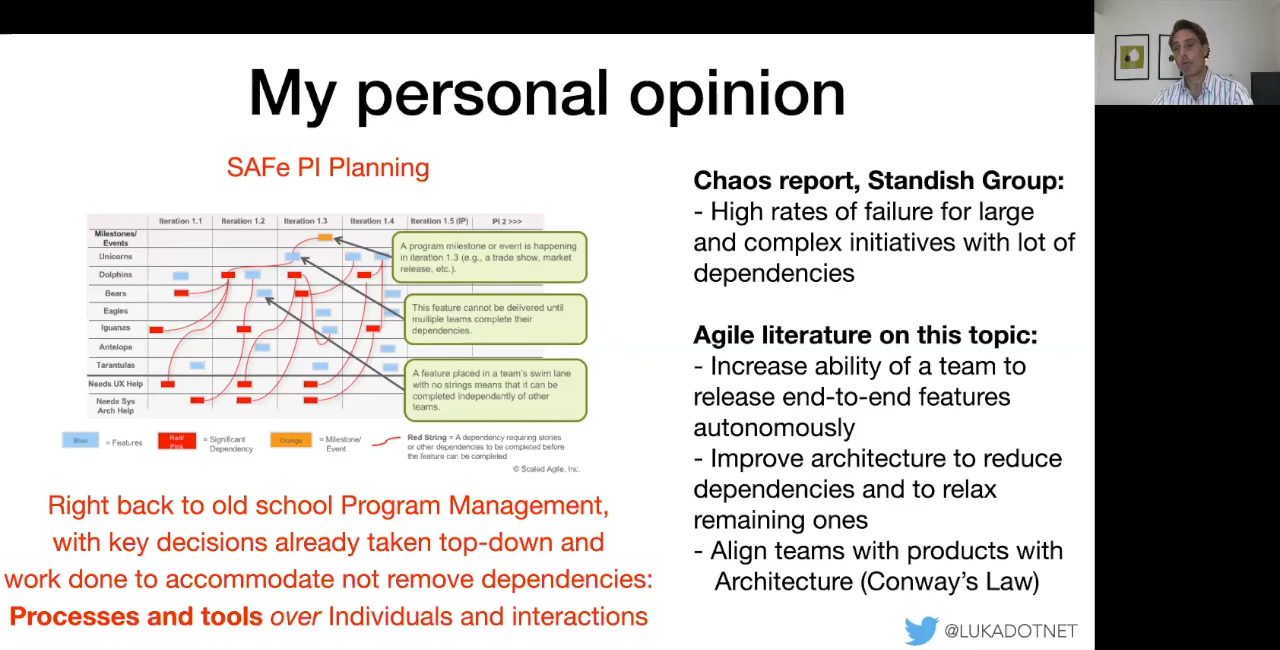 My personal opinion
SAFe PI Planning
Iteration 1.1
Iteration 1.2
Iteration 1.3
Iteration 1.4
Iteration 1.5 (IP)
PI 2 >>>
Milestones/
Events
Unicorns
Dolphins
Bears
Eagles
Iguanas
Antelope
Tarantulas
Needs UX Help
Needs Sys
Arch Help
A program milestone or event is happening
in iteration 1.3 (e.g., a trade show, market
release, etc.).
This feature cannot be delivered until
multiple teams complete their
dependencies.
A feature placed in a team's swim lane
with no strings means that it can be
completed independently of other
teams.
Blue
= Features
Red/
Pink
= Significant
Dependency
Orange
= Milestone/
Event
Red String = A dependency requiring stories
or other dependencies to be completed before
the feature can be completed
© Scaled Agile, Inc.
Right back to old school Program Management,
with key decisions already taken top-down and
work done to accommodate not remove dependencies:
Processes and tools over Individuals and interactions
Chaos report, Standish Group:
- High rates of failure for large
and complex initiatives with lot of
dependencies
Agile literature on this topic:
- Increase ability of a team to
release end-to-end features
autonomously
- Improve architecture to reduce
dependencies and to relax
remaining ones
- Align teams with products with
Architecture (Conway's Law)
@LUKADOTNET